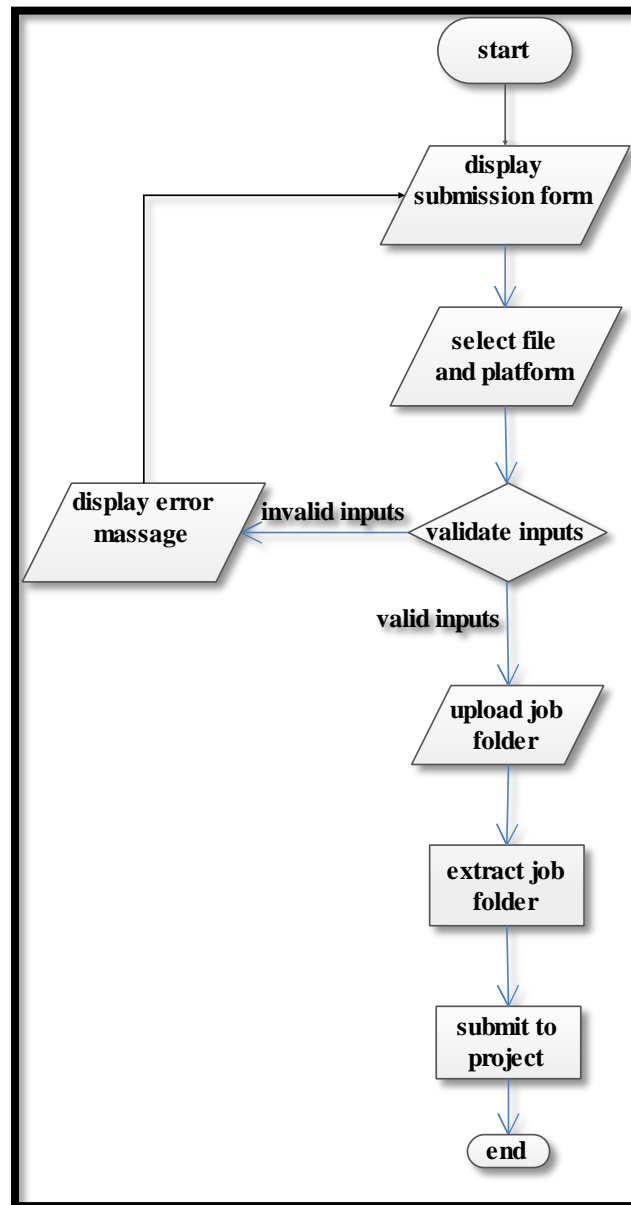 start
display
submission form
select file
and platform
display error
massage
invalid inputs
validate inputs
valid inputs
upload job
folder
extract job
folder
submit to
project
end